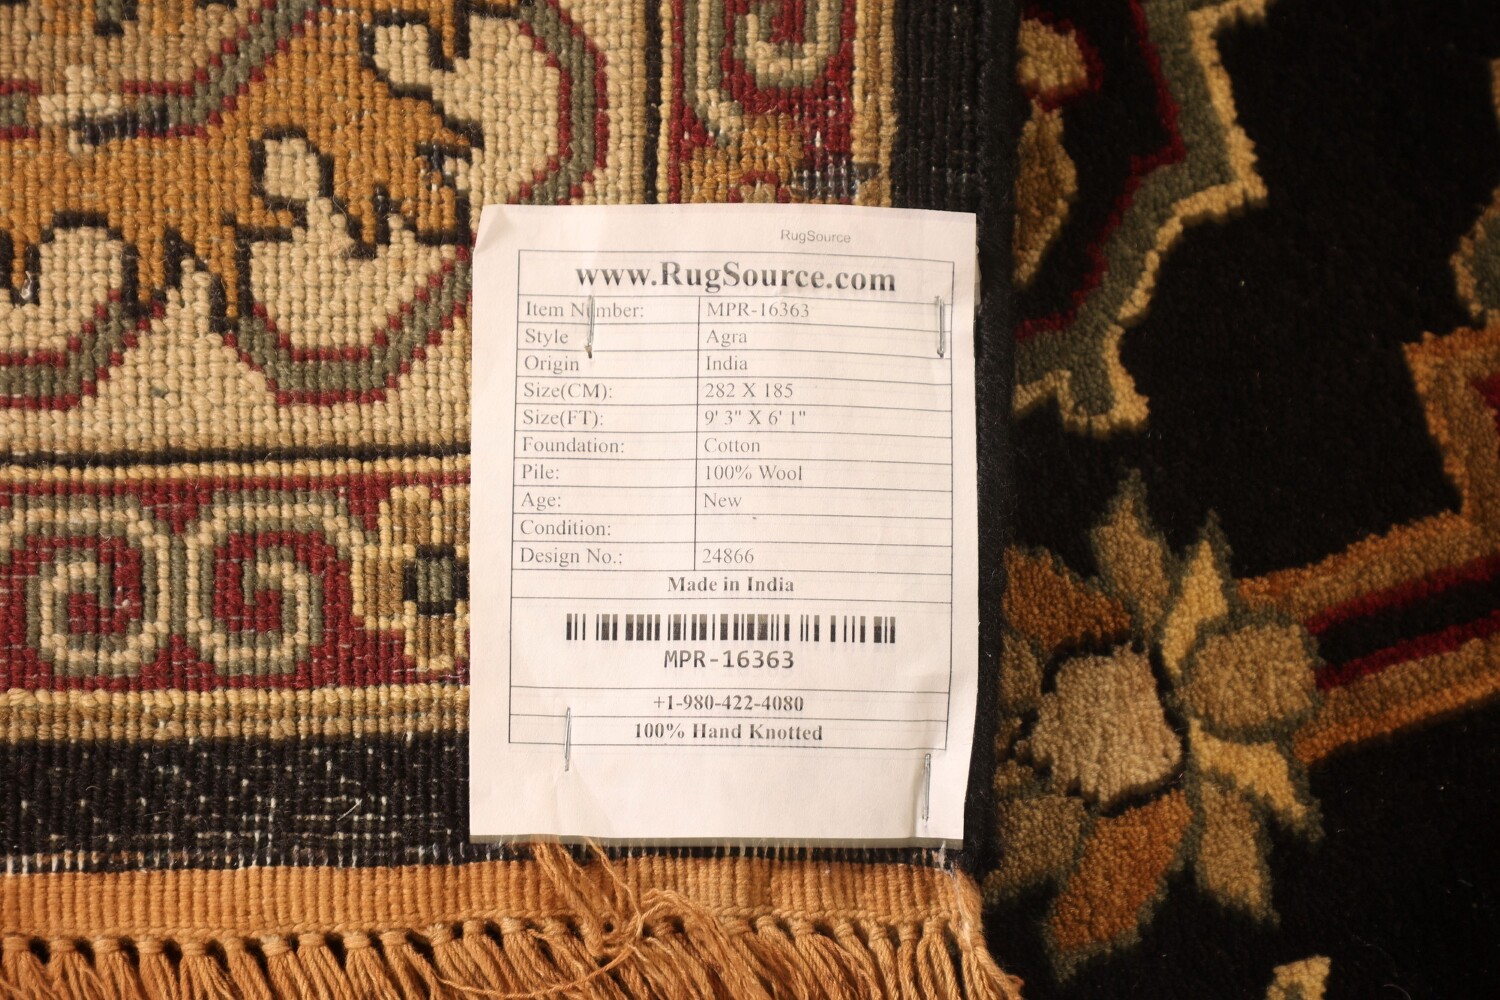 RugSource
www.RugSource.com
Item Number: MPR-16363
Style Agra
Origin India
Size(CM): 282 X 185
Size(FT): 9' 3" X 6' 1"
Foundation: Cotton
Pile: 100% Wool
Age: New
Condition:
Design No.: 24866
Made in India
MPR-16363
+1-980-422-4080
100% Hand Knotted